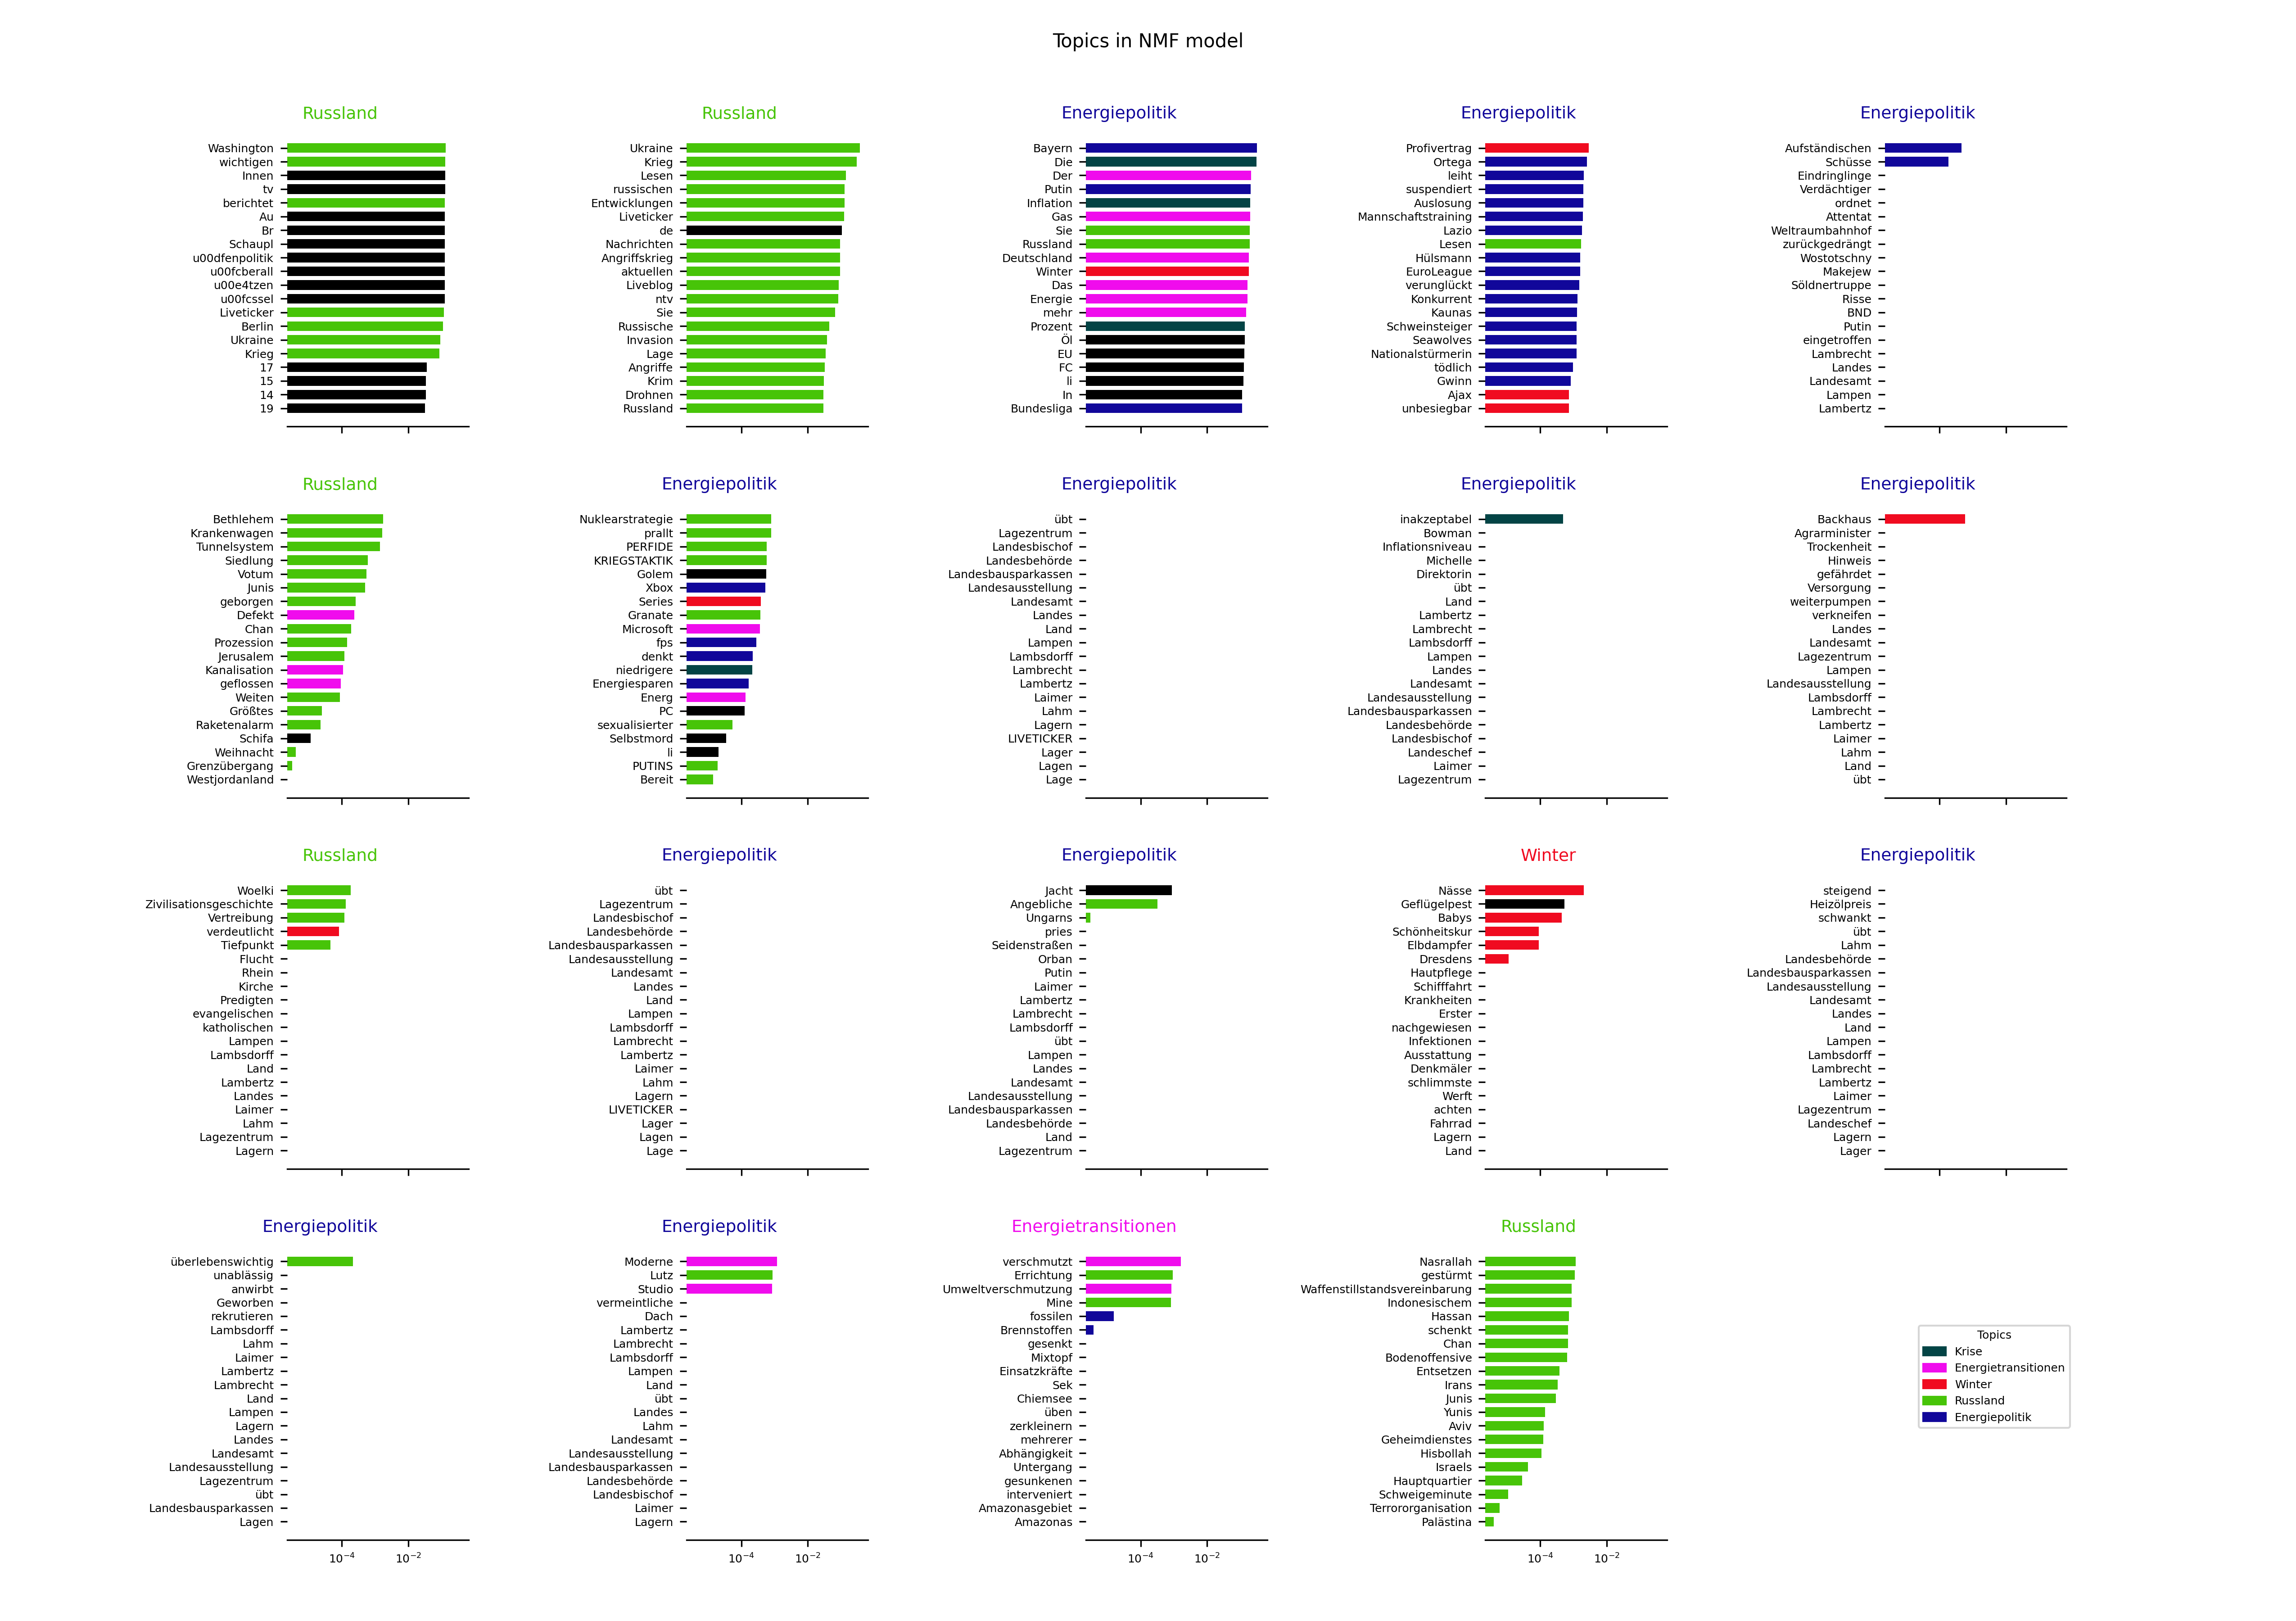 Topics in NMF model
Russland
Washington
wichtigen
Innen
tv
berichtet
Au
Br
Schaupl
u00dfenpolitik
u00fcberall
u00e4tzen
u00fcssel
Liveticker
Berlin
Ukraine
Krieg
17
15
14
19
Russland
Ukraine
Krieg
Lesen
russischen
Entwicklungen
Liveticker
de
Nachrichten
Angriffskrieg
aktuellen
Liveblog
ntv
Sie
Russische
Invasion
Lage
Angriffe
Krim
Drohnen
Russland
Energiepolitik
Bayern
Die
Der
Putin
Inflation
Gas
Sie
Russland
Deutschland
Winter
Das
Energie
mehr
Prozent
Öl
EU
FC
li
In
Bundesliga
Energiepolitik
Profivertrag
Ortega
leiht
suspendiert
Auslosung
Mannschaftstraining
Lazio
Lesen
Hülsmann
EuroLeague
verunglückt
Konkurrent
Kaunas
Schweinsteiger
Seawolves
Nationalstürmerin
tödlich
Gwinn
Ajax
unbesiegbar
Energiepolitik
Aufständischen
Schüsse
Eindringlinge
Verdächtiger
ordnet
Attentat
Weltraumbahnhof
zurückgedrängt
Wostotschny
Makejew
Söldnertruppe
Risse
BND
Putin
eingetroffen
Lambrecht
Landes
Landesamt
Lampen
Lambertz
Russland
Bethlehem
Krankenwagen
Tunnelsystem
Siedlung
Votum
Junis
geborgen
Defekt
Chan
Prozession
Jerusalem
Kanalisation
geflossen
Weiten
Größtes
Raketenalarm
Schifa
Weihnacht
Grenzübergang
Westjordanland
Energiepolitik
Nuklearstrategie
prallt
PERFIDE
KRIEGSTAKTIK
Golem
Xbox
Series
Granate
Microsoft
fps
denkt
niedrigere
Energiesparen
Energ
PC
sexualisierter
Selbstmord
li
PUTINS
Bereit
Energiepolitik
übt
Lagezentrum
Landesbischof
Landesbehörde
Landesbausparkassen
Landesausstellung
Landesamt
Landes
Land
Lampen
Lambsdorff
Lambrecht
Lambertz
Laimer
Lahm
Lagern
LIVETICKER
Lager
Lagen
Lage
Energiepolitik
inakzeptabel
Bowman
Inflationsniveau
Michelle
Direktorin
übt
Land
Lambertz
Lambrecht
Lambsdorff
Lampen
Landes
Landesamt
Landesausstellung
Landesbausparkassen
Landesbehörde
Landesbischof
Landeschef
Laimer
Lagezentrum
Energiepolitik
Backhaus
Agrarminister
Trockenheit
Hinweis
gefährdet
Versorgung
weiterpumpen
verkneifen
Landes
Landesamt
Lagezentrum
Lampen
Landesausstellung
Lambsdorff
Lambrecht
Lambertz
Laimer
Lahm
Land
übt
Russland
Woelki
Zivilisationsgeschichte
Vertreibung
verdeutlicht
Tiefpunkt
Flucht
Rhein
Kirche
Predigten
evangelischen
katholischen
Lampen
Lambsdorff
Land
Lambertz
Landes
Laimer
Lahm
Lagezentrum
Lagern
Energiepolitik
übt
Lagezentrum
Landesbischof
Landesbehörde
Landesbausparkassen
Landesausstellung
Landesamt
Landes
Land
Lampen
Lambsdorff
Lambrecht
Lambertz
Laimer
Lahm
Lagern
LIVETICKER
Lager
Lagen
Lage
Energiepolitik
Jacht
Angebliche
Ungarns
pries
Seidenstraßen
Orban
Putin
Laimer
Lambertz
Lambrecht
Lambsdorff
übt
Lampen
Landes
Landesamt
Landesausstellung
Landesbausparkassen
Landesbehörde
Land
Lagezentrum
Winter
Nässe
Geflügelpest
Babys
Schönheitskur
Elbdampfer
Dresdens
Hautpflege
Schifffahrt
Krankheiten
Erster
nachgewiesen
Infektionen
Ausstattung
Denkmäler
schlimmste
Werft
achten
Fahrrad
Lagern
Land
Energiepolitik
steigend
Heizölpreis
schwankt
übt
Lahm
Landesbehörde
Landesbausparkassen
Landesausstellung
Landesamt
Landes
Land
Lampen
Lambsdorff
Lambrecht
Lambertz
Laimer
Lagezentrum
Landeschef
Lagern
Lager
Energiepolitik
überlebenswichtig
unablässig
anwirbt
Geworben
rekrutieren
Lambsdorff
Lahm
Laimer
Lambertz
Lambrecht
Land
Lampen
Lagern
Landes
Landesamt
Landesausstellung
Lagezentrum
übt
Landesbausparkassen
Lagen
10⁻⁴ 10⁻²
Energiepolitik
Moderne
Lutz
Studio
vermeintliche
Dach
Lambertz
Lambrecht
Lambsdorff
Lampen
Land
übt
Landes
Lahm
Landesamt
Landesausstellung
Landesbausparkassen
Landesbehörde
Landesbischof
Laimer
Lagern
10⁻⁴ 10⁻²
Energietransitionen
verschmutzt
Errichtung
Umweltverschmutzung
Mine
fossilen
Brennstoffen
gesenkt
Mixtopf
Einsatzkräfte
Sek
Chiemsee
üben
zerkleinern
mehrerer
Abhängigkeit
Untergang
gesunkenen
interveniert
Amazonasgebiet
Amazonas
10⁻⁴ 10⁻²
Russland
Nasrallah
gestürmt
Waffenstillstandsvereinbarung
Indonesischem
Hassan
schenkt
Chan
Bodenoffensive
Entsetzen
Irans
Junis
Yunis
Aviv
Geheimdienstes
Hisbollah
Israels
Hauptquartier
Schweigeminute
Terrororganisation
Palästina
10⁻⁴ 10⁻²
Topics
Krise
Energietransitionen
Winter
Russland
Energiepolitik